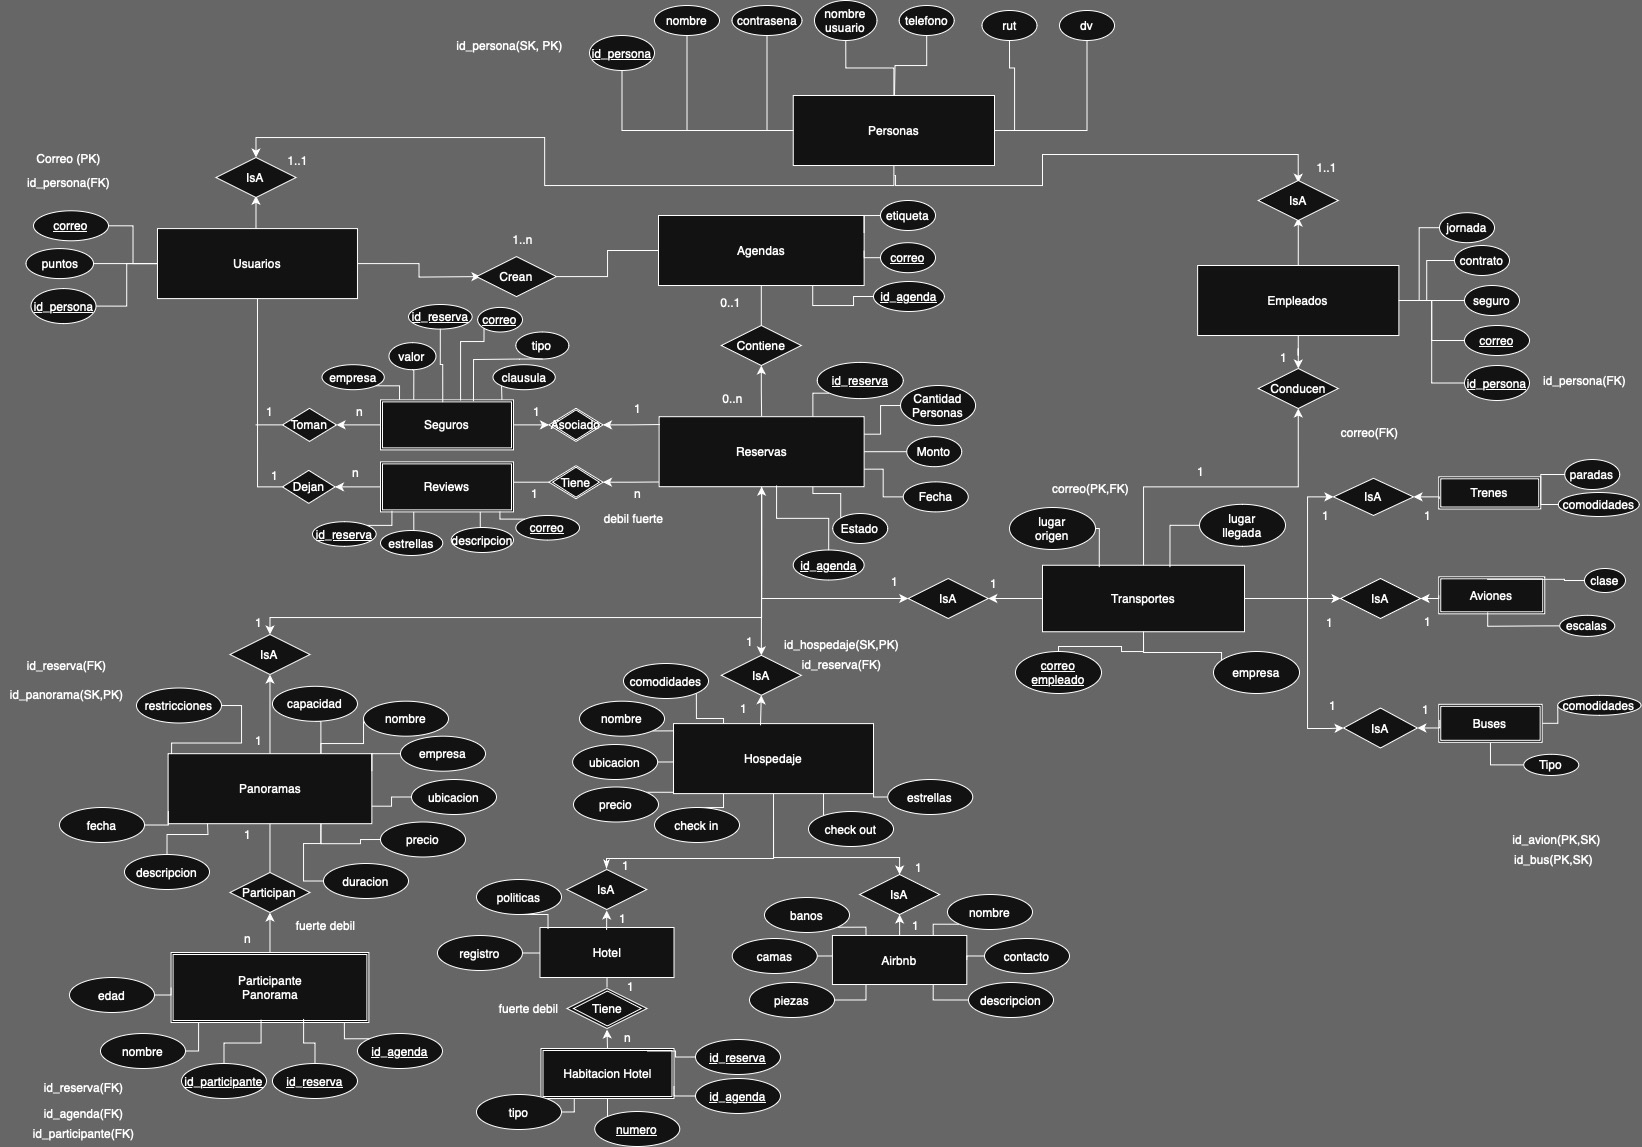 nombre
contrasena
nombre
usuario
telefono
rut
dv
id_persona(SK, PK)
id_persona
Personas
Correo (PK)
id_persona(FK)
IsA
1..1
1..1
IsA
correo
puntos
id_persona
Usuarios
1..n
Crean
Agendas
etiqueta
correo
id_agenda
jornada
contrato
seguro
correo
id_persona
id_persona(FK)
Empleados
1
Conducen
correo(FK)
0..1
Contiene
0..n
id_reserva
correo
valor
tipo
empresa
clausula
1
Toman
n
Seguros
1
Asociado
1
Reservas
id_reserva
Cantidad
Personas
Monto
Fecha
Estado
id_agenda
1
Dejan
n
Reviews
1
Tiene
n
debil fuerte
id_reserva
estrellas
descripcion
correo
1
correo(PK,FK)
lugar
origen
lugar
llegada
1
IsA
1
Transportes
correo
empleado
empresa
IsA
1
1
Trenes
paradas
comodidades
IsA
1
1
Aviones
clase
escalas
1
IsA
1
Buses
comodidades
Tipo
id_avion(PK,SK)
id_bus(PK,SK)
1
IsA
id_reserva(FK)
id_panorama(SK,PK)
restricciones
capacidad
nombre
empresa
1
Panoramas
ubicacion
fecha
descripcion
1
precio
duracion
Participan
fuerte debil
n
Participante
Panorama
edad
nombre
id_participante
id_reserva
id_agenda
id_reserva(FK)
id_agenda(FK)
id_participante(FK)
1
id_hospedaje(SK,PK)
id_reserva(FK)
IsA
1
comodidades
nombre
ubicacion
precio
check in
Hospedaje
estrellas
check out
1
IsA
1
politicas
registro
Hotel
1
fuerte debil
Tiene
n
Habitacion Hotel
id_reserva
id_agenda
tipo
numero
1
IsA
1
banos
nombre
camas
Airbnb
contacto
piezas
descripcion